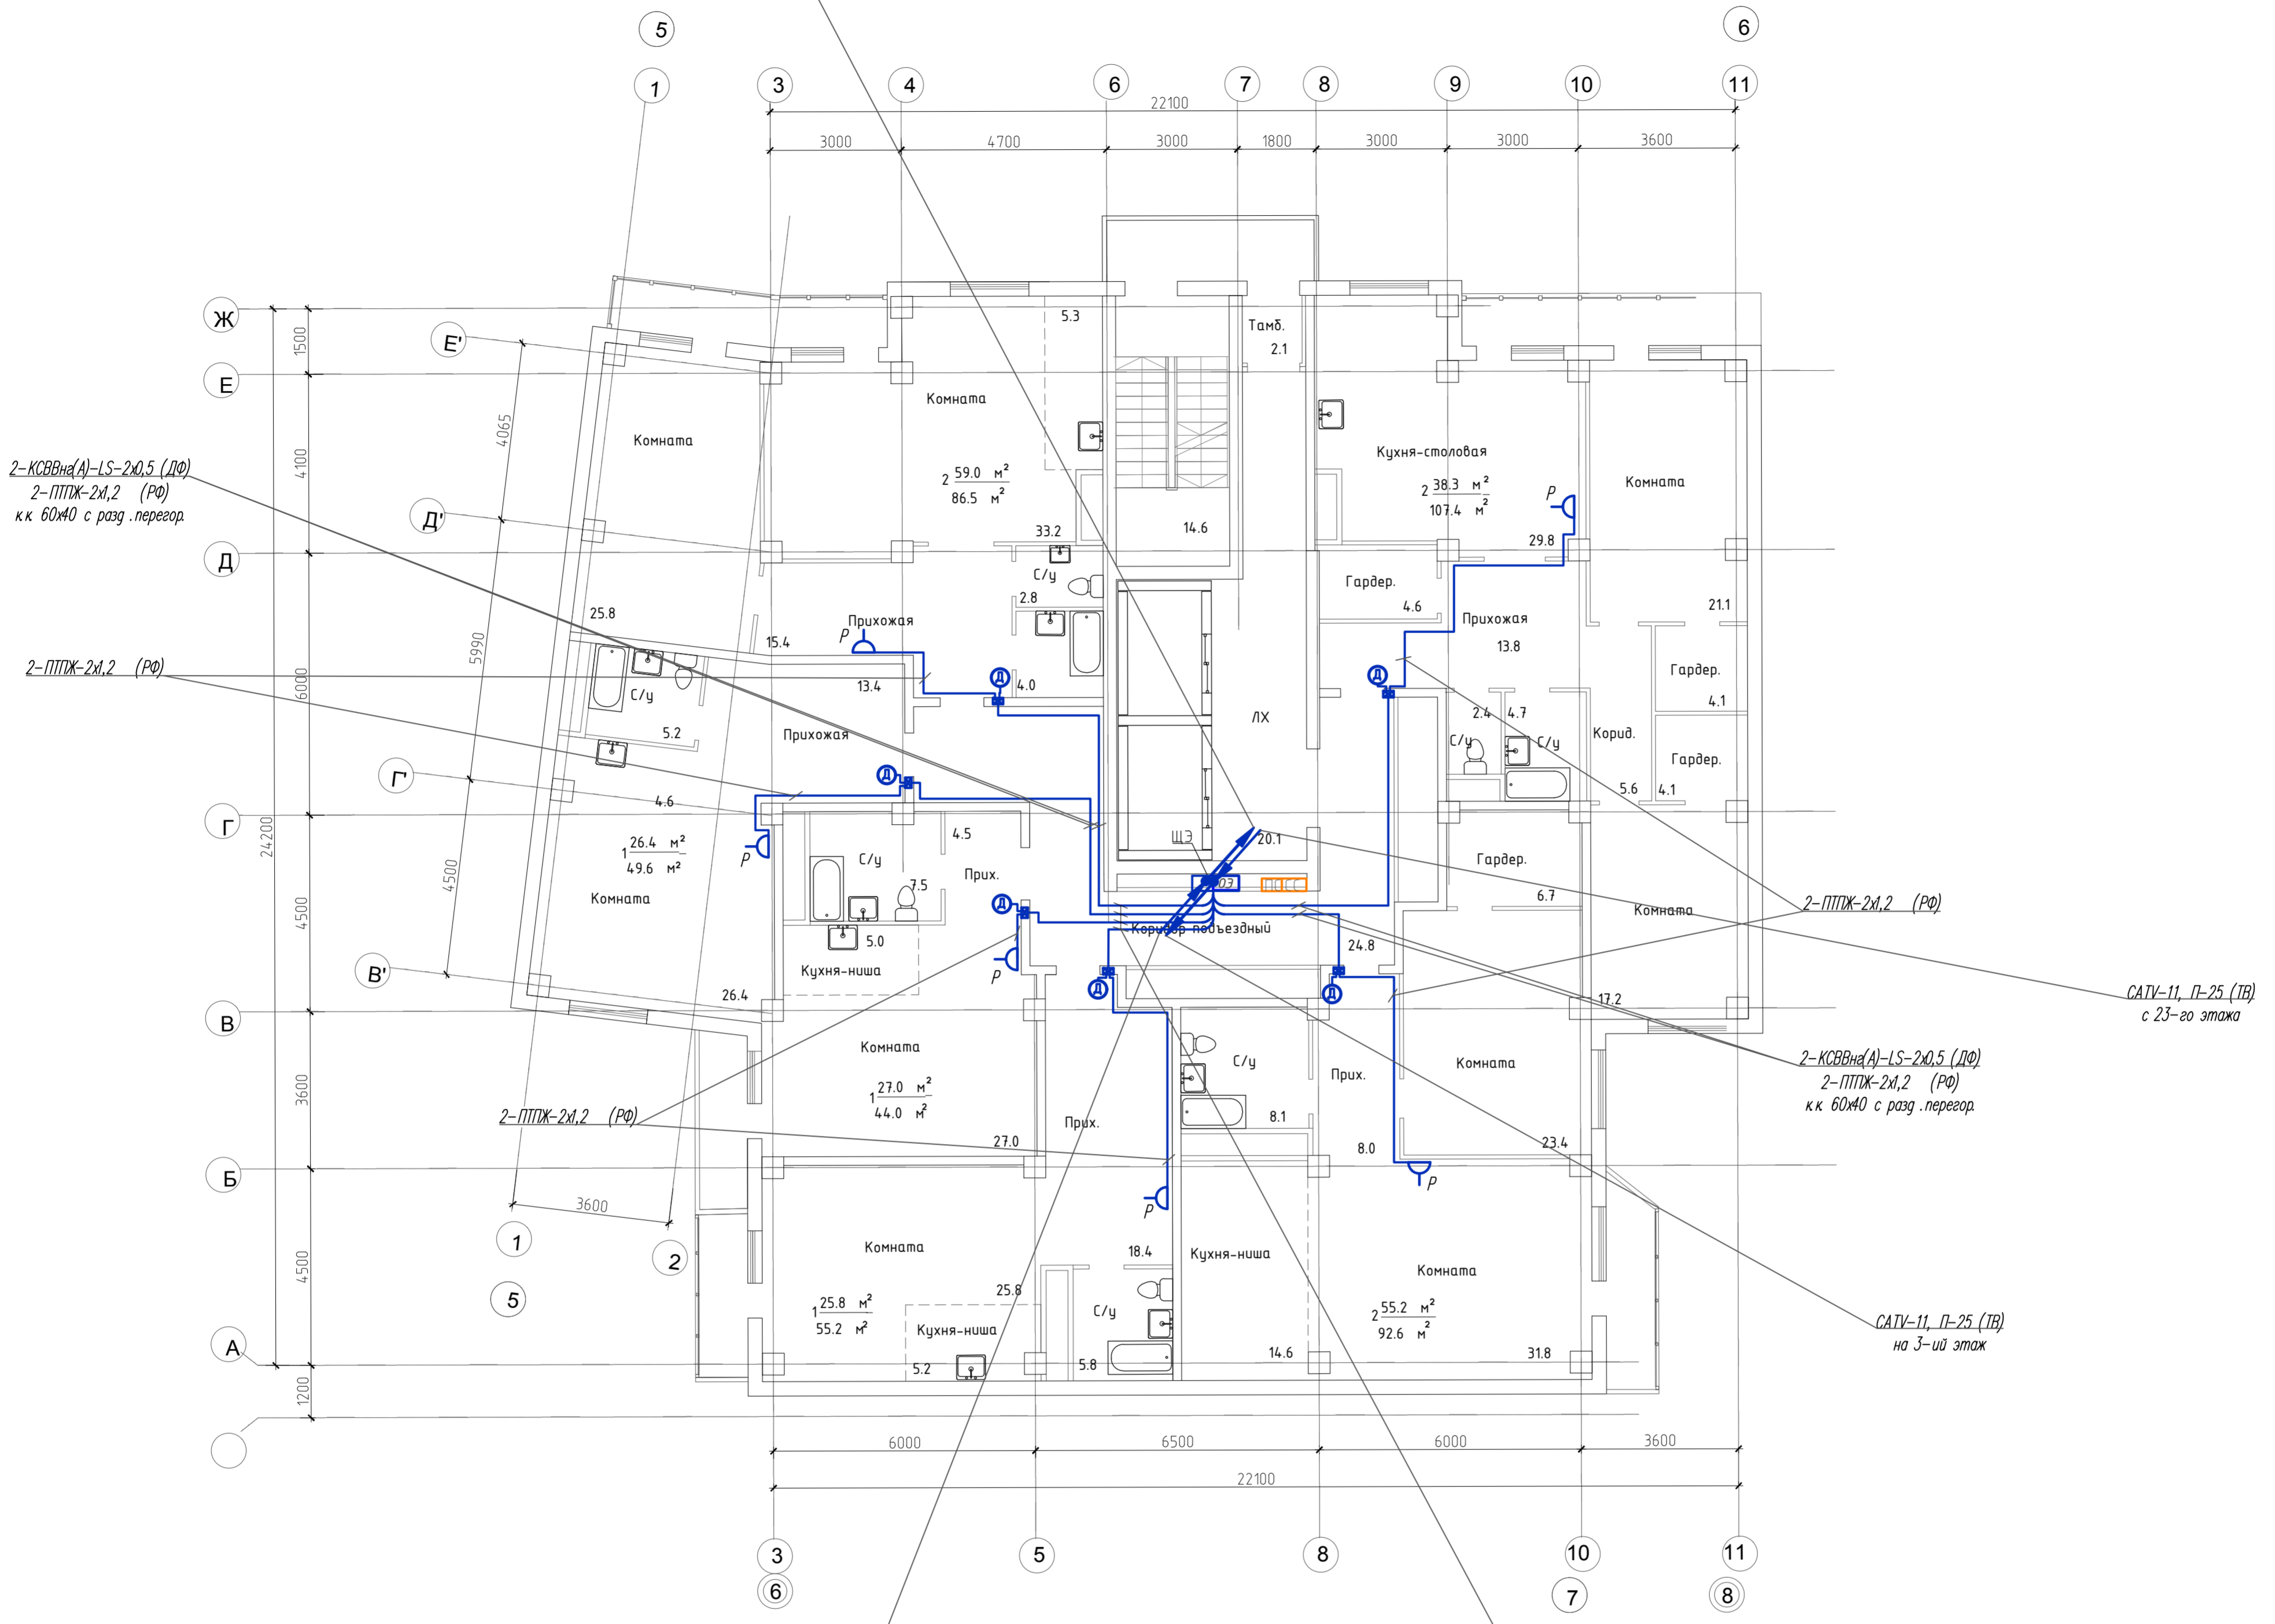 5
6
1
3
4
6
7
8
9
10
11
22100
3000
4700
3000
1800
3000
3000
3600
Ж
1500
Е'
5.3
Тамб.
2.1
Е
Комната
Комната
4065
4100
Кухня-столовая
Комната
2-КСВВнг(А)-LS-2х0,5 (ДФ)
2-ПТПЖ-2х1,2 (РФ)
кк 60х40 с разд .перегор.
2 59.0 м²
86.5 м²
2 38.3 м²
107.4 м²
Р
Д'
33.2
14.6
29.8
Д
С/у
Гардер.
2.8
4.6
25.8
Прихожая
Р
15.4
Прихожая
13.8
21.1
5990
6000
2-ПТПЖ-2х1,2 (РФ)
С/у
13.4
Д
4.0
Д
Гардер.
4.1
ЛХ
5.2
Прихожая
2.4
4.7
С/у
С/у
Корид.
Гардер.
Г'
Д
5.6
4.1
4.6
Г
24200
ЩЭ
20.1
4.5
1 26.4 м²
49.6 м²
Р
С/у
Прих.
Гардер.
4500
7.5
ОЭ
ПОСС
6.7
Комната
4500
Д
Комната
2-ПТПЖ-2х1,2 (РФ)
Коридор подъездный
5.0
24.8
Кухня-ниша
Р
В'
Д
Д
26.4
17.2
CATV-11, П-25 (ТВ)
с 23-го этажа
В
Комната
С/у
Прих.
Комната
2-КСВВнг(А)-LS-2х0,5 (ДФ)
2-ПТПЖ-2х1,2 (РФ)
кк 60х40 с разд .перегор.
3600
1 27.0 м²
44.0 м²
2-ПТПЖ-2х1,2 (РФ)
Прих.
8.1
27.0
8.0
23.4
Б
Р
3600
Р
1
2
Комната
18.4
Кухня-ниша
Комната
4500
5
25.8
1 25.8 м²
55.2 м²
С/у
Кухня-ниша
2 55.2 м²
92.6 м²
CATV-11, П-25 (ТВ)
на 3-ий этаж
А
5.2
5.8
14.6
31.8
1200
6000
6500
6000
3600
22100
3
5
8
10
11
6
7
8